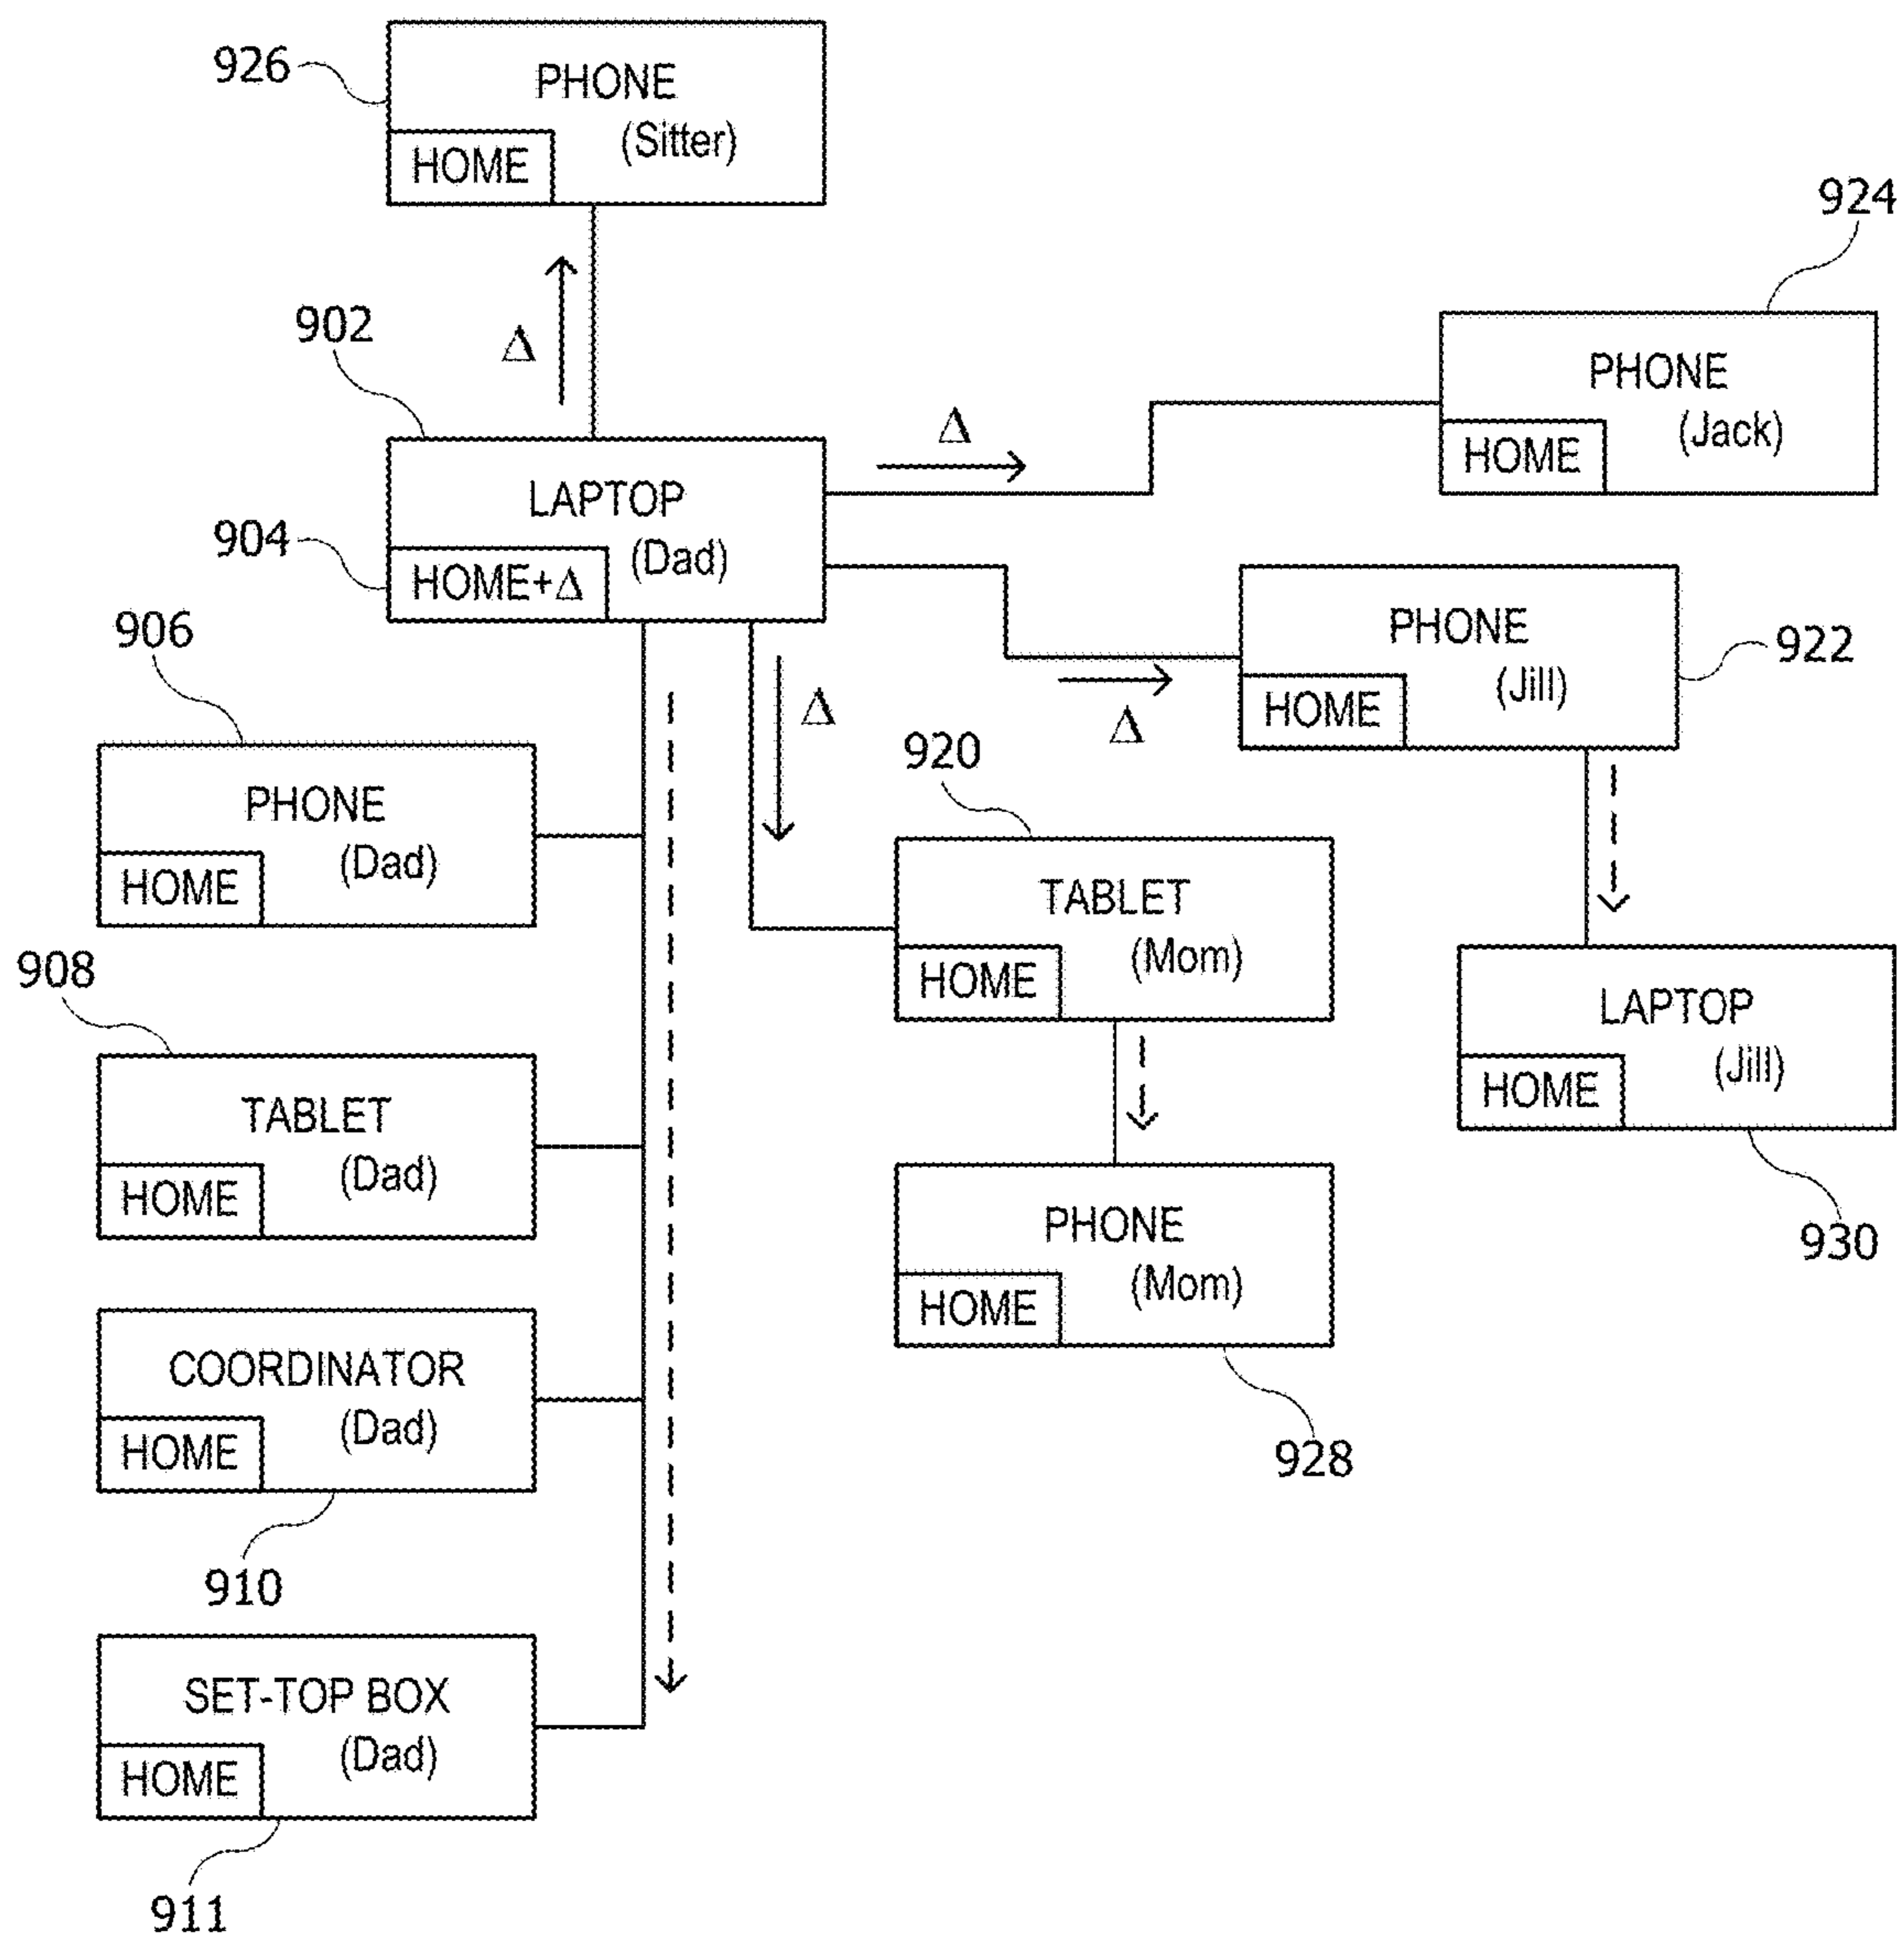 926
PHONE
(Sitter)
HOME
924
902
Δ
Δ
PHONE
(Jack)
HOME
LAPTOP
(Dad)
904
HOME+Δ
906
PHONE
(Jill)
HOME
922
Δ
Δ
920
PHONE
(Dad)
HOME
TABLET
(Mom)
HOME
908
LAPTOP
(Jill)
HOME
TABLET
(Dad)
HOME
930
PHONE
(Mom)
HOME
COORDINATOR
(Dad)
HOME
928
910
SET-TOP BOX
(Dad)
HOME
911